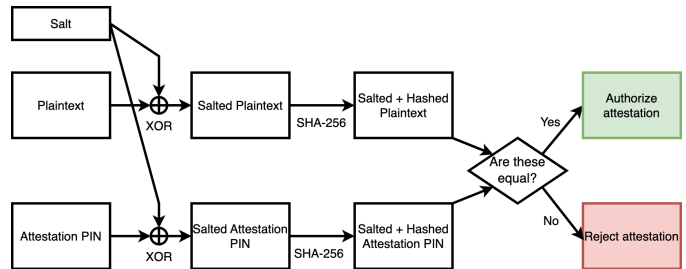 Salt
Plaintext
XOR
Salted Plaintext
SHA-256
Salted + Hashed
Plaintext
Are these
equal?
Yes
Authorize
attestation
Attestation PIN
XOR
Salted Attestation
PIN
SHA-256
Salted + Hashed
Attestation PIN
No
Reject attestation